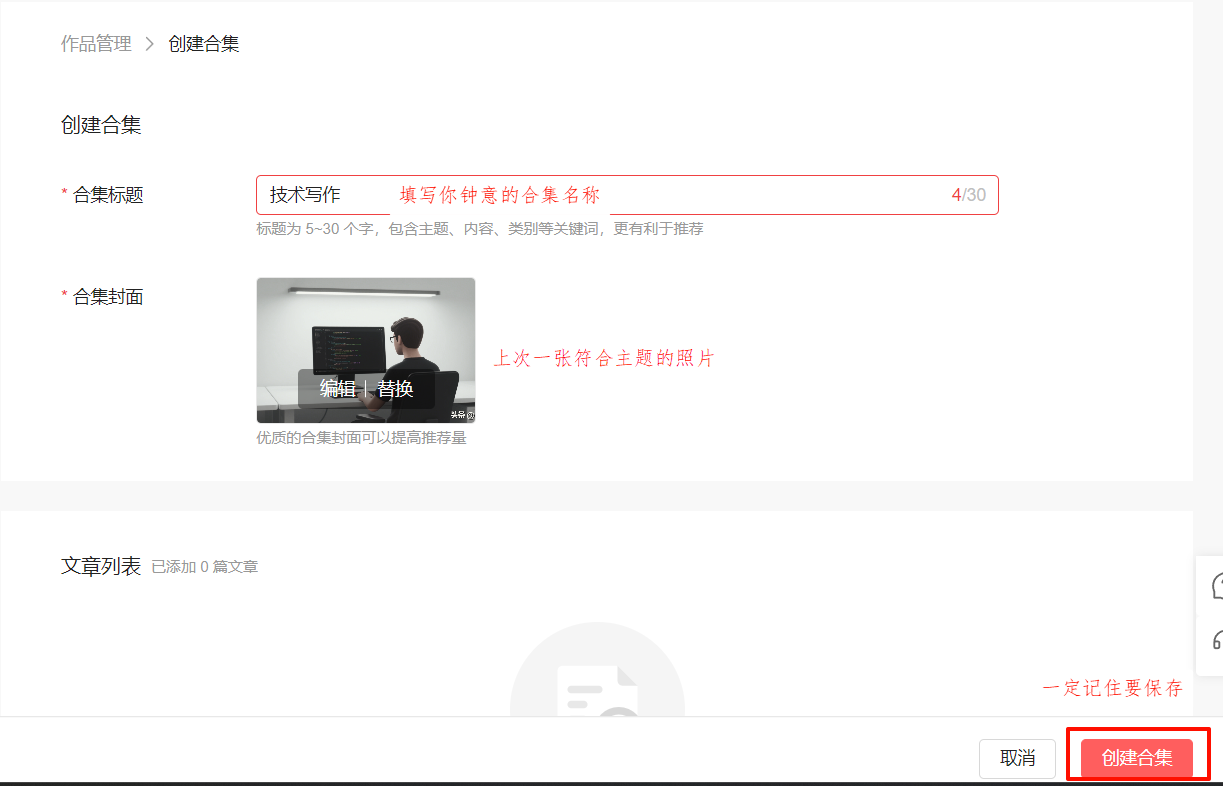 作品管理 > 创建合集
创建合集
* 合集标题
技术写作
填写你钟意的合集名称
4/30
标题为 5~30 个字，包含主题、内容、类别等关键词，更有利于推荐
* 合集封面
编辑 | 替换
头条@
上次一张符合主题的照片
优质的合集封面可以提高推荐量
文章列表 已添加 0 篇文章
一定记住要保存
取消
创建合集